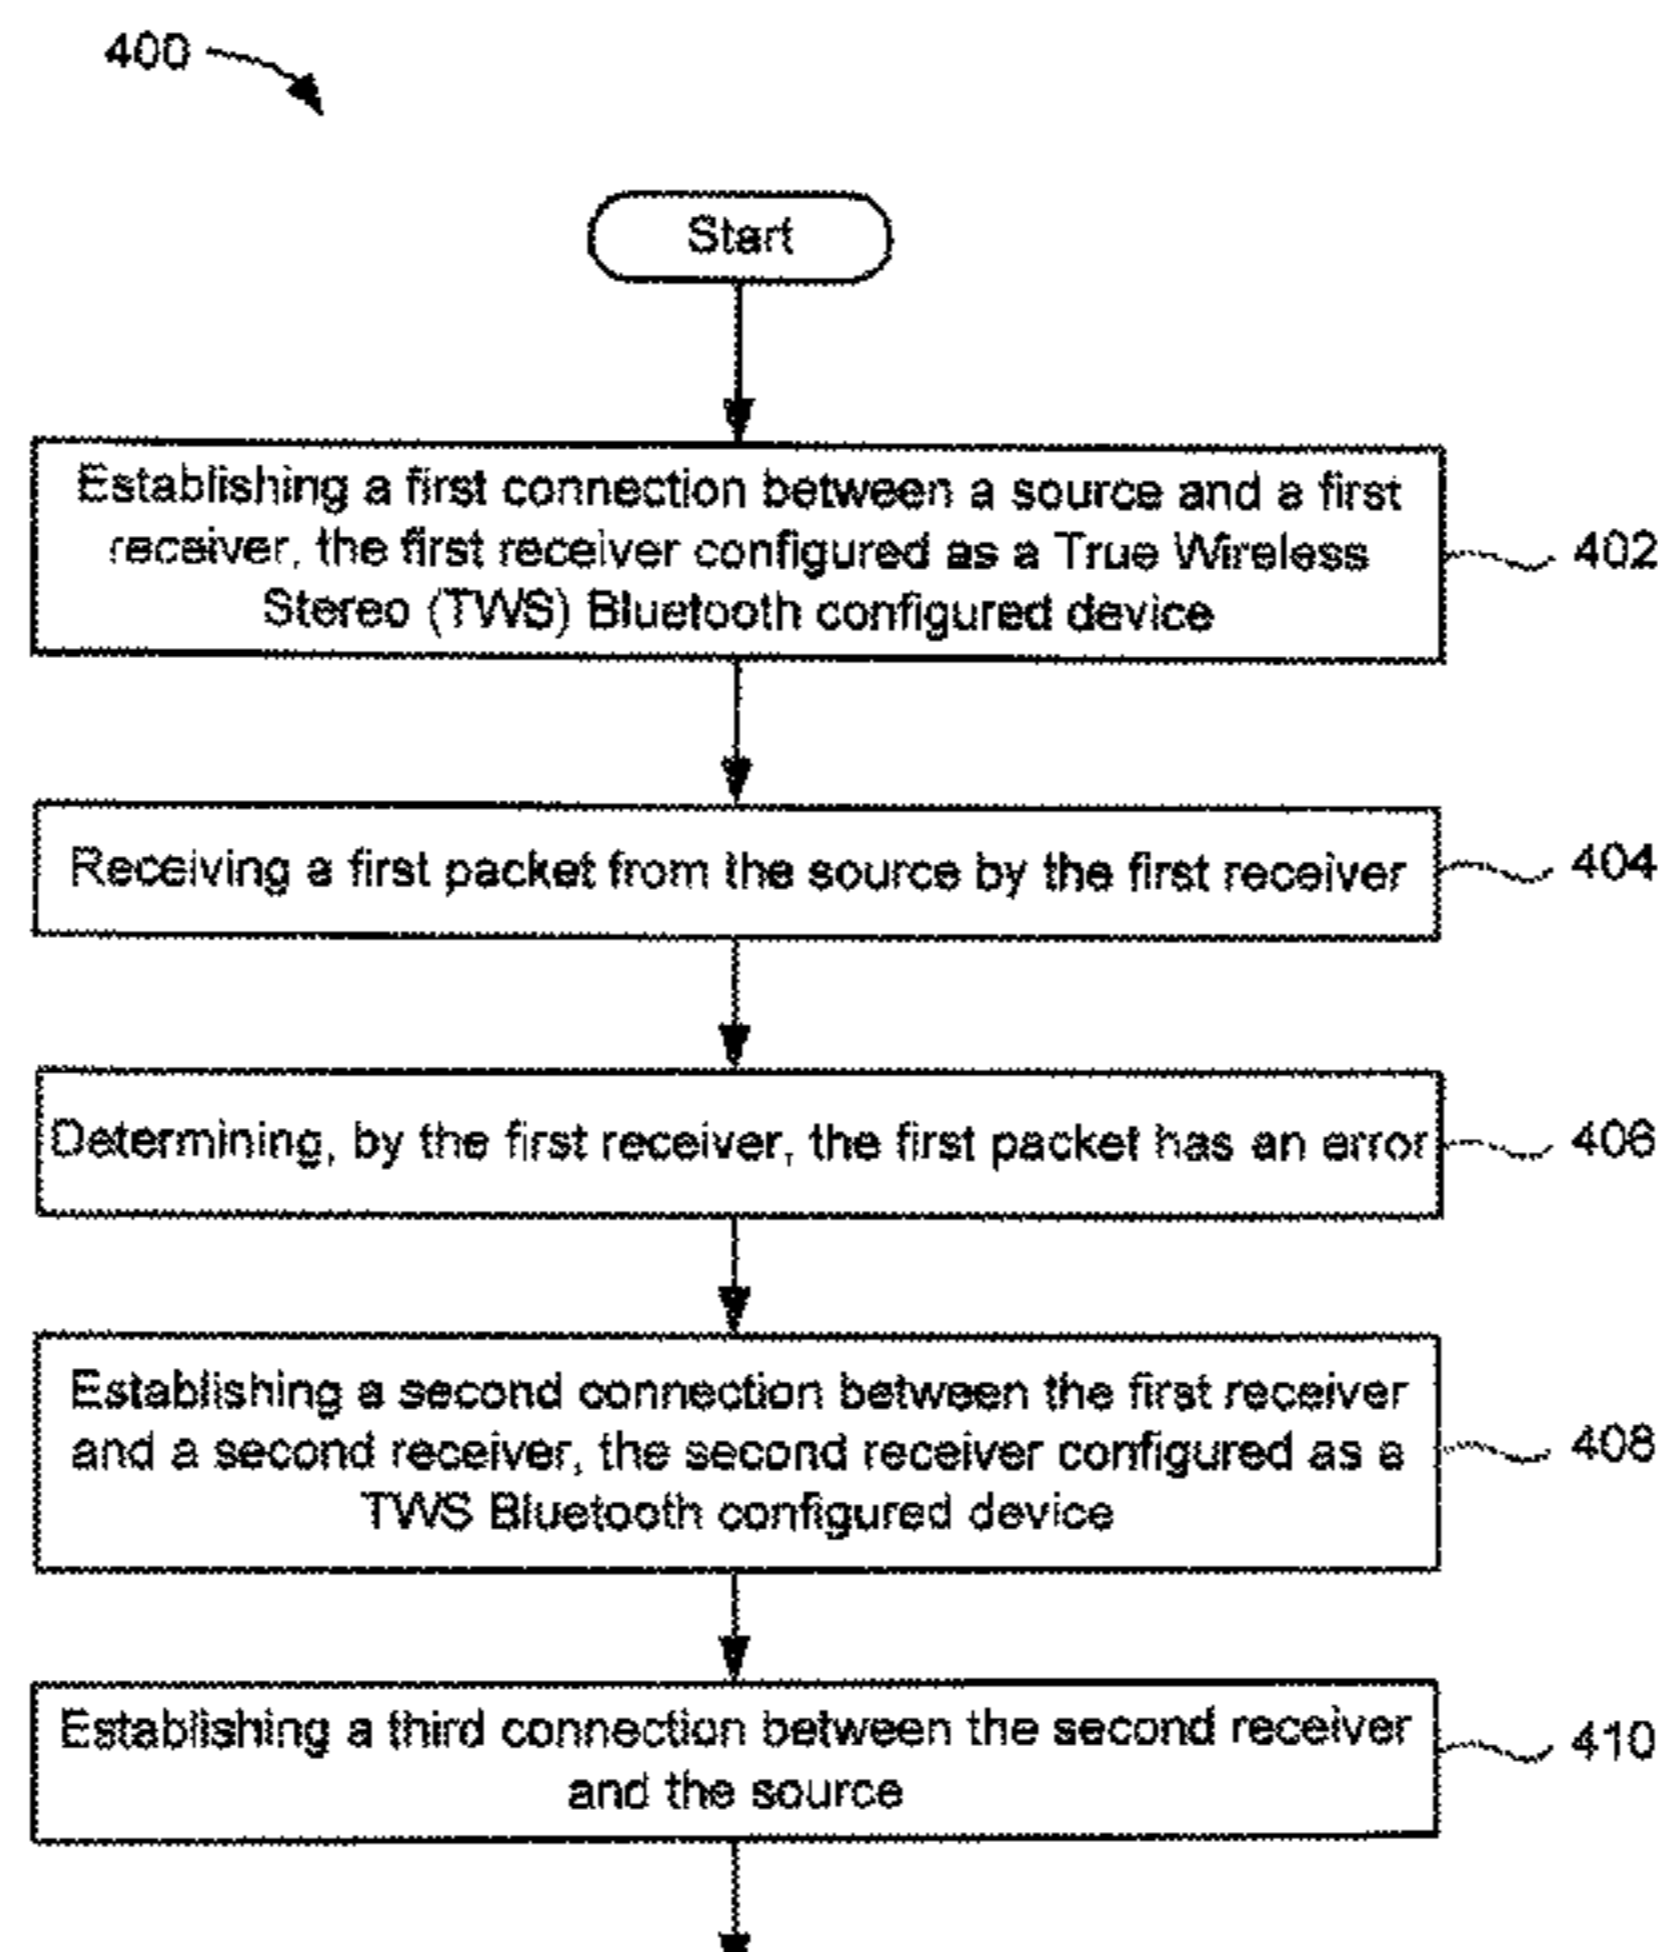 400
Start
Establishing a first connection between a source and a first
receiver, the first receiver configured as a True Wireless
Stereo (TWS) Bluetooth configured device
402
Receiving a first packet from the source by the first receiver
404
Determining, by the first receiver, the first packet has an error
406
Establishing a second connection between the first receiver
and a second receiver, the second receiver configured as a
TWS Bluetooth configured device
408
Establishing a third connection between the second receiver
and the source
410